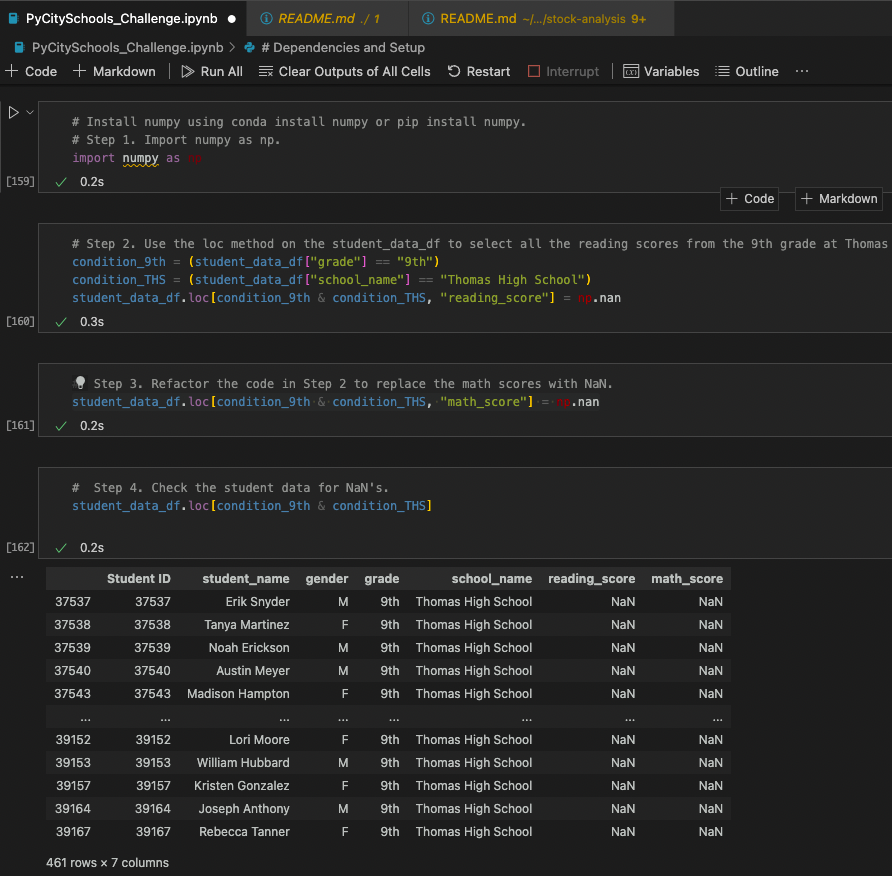 PyCitySchools_Challenge.ipynb ● README.md ./ 1 README.md ~/.../stock-analysis 9+
PyCitySchools_Challenge.ipynb > # Dependencies and Setup
+ Code + Markdown Run All Clear Outputs of All Cells Restart Interrupt Variables Outline ...
# Install numpy using conda install numpy or pip install numpy.
# Step 1. Import numpy as np.
import numpy as np
[159] ✓ 0.2s
+ Code + Markdown
# Step 2. Use the loc method on the student_data_df to select all the reading scores from the 9th grade at Thomas
condition_9th = (student_data_df["grade"] == "9th")
condition_THS = (student_data_df["school_name"] == "Thomas High School")
student_data_df.loc[condition_9th & condition_THS, "reading_score"] = np.nan
[160] ✓ 0.3s
Step 3. Refactor the code in Step 2 to replace the math scores with NaN.
student_data_df.loc[condition_9th & condition_THS, "math_score"] = np.nan
[161] ✓ 0.2s
#  Step 4. Check the student data for NaN's.
student_data_df.loc[condition_9th & condition_THS]
[162] ✓ 0.2s
...
Student ID student_name gender grade school_name reading_score math_score
37537 37537 Erik Snyder M 9th Thomas High School NaN NaN
37538 37538 Tanya Martinez F 9th Thomas High School NaN NaN
37539 37539 Noah Erickson M 9th Thomas High School NaN NaN
37540 37540 Austin Meyer M 9th Thomas High School NaN NaN
37543 37543 Madison Hampton F 9th Thomas High School NaN NaN
... ... ... ... ... ... ... ...
39152 39152 Lori Moore F 9th Thomas High School NaN NaN
39153 39153 William Hubbard M 9th Thomas High School NaN NaN
39157 39157 Kristen Gonzalez F 9th Thomas High School NaN NaN
39164 39164 Joseph Anthony M 9th Thomas High School NaN NaN
39167 39167 Rebecca Tanner F 9th Thomas High School NaN NaN
461 rows × 7 columns